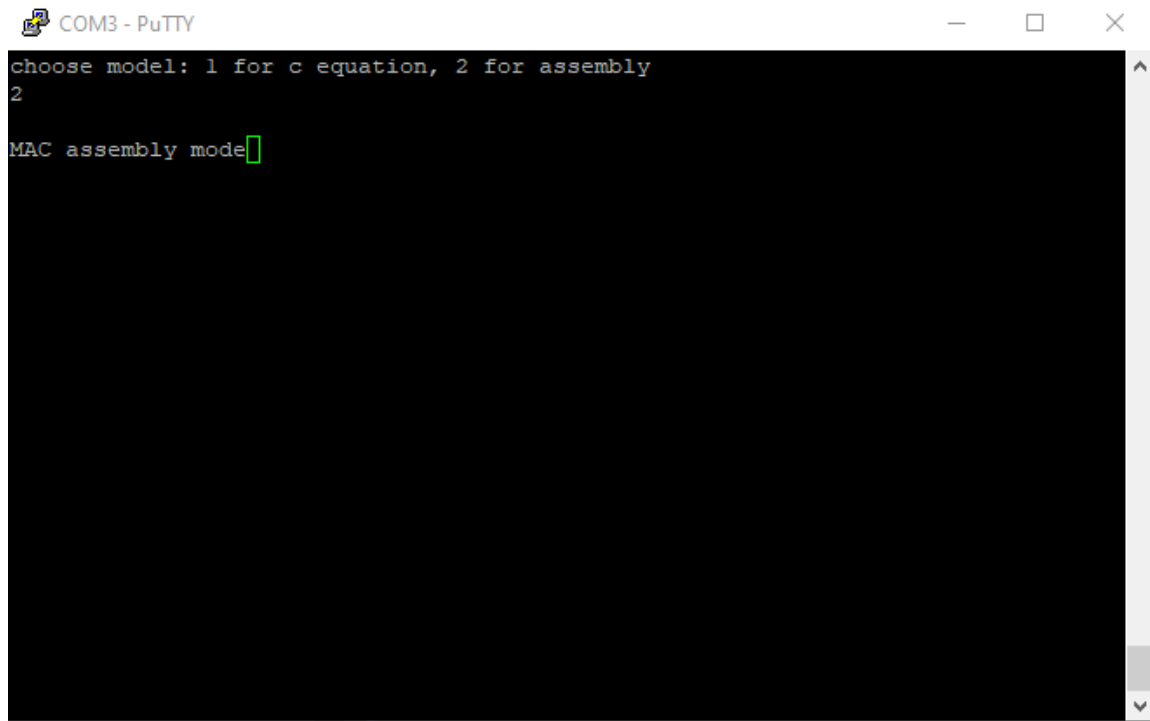 COM3 - PuTTY
choose model: 1 for c equation, 2 for assembly
2
MAC assembly mode